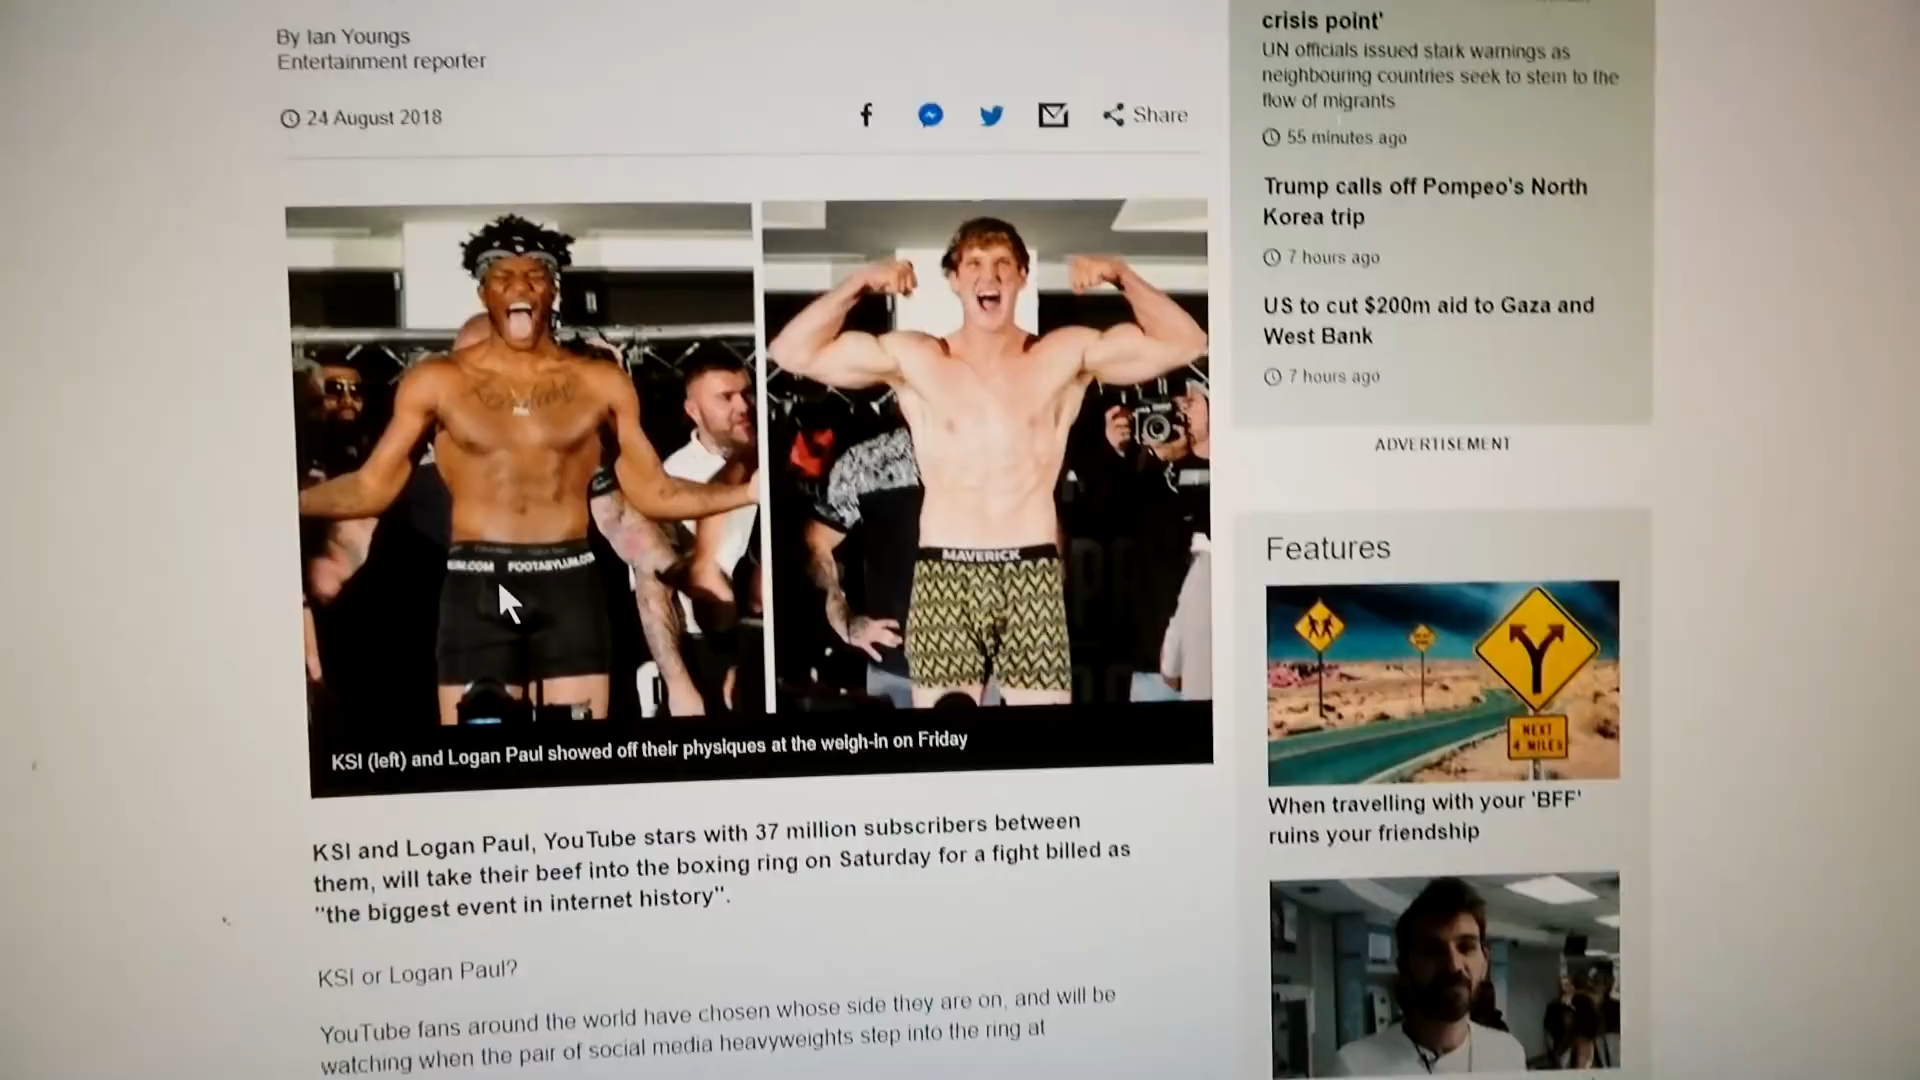 By Ian Youngs
Entertainment reporter
24 August 2018
Share
MAVERICK
KSI (left) and Logan Paul showed off their physiques at the weigh-in on Friday
KSI and Logan Paul, YouTube stars with 37 million subscribers between
them, will take their beef into the boxing ring on Saturday for a fight billed as
"the biggest event in internet history".
KSI or Logan Paul?
YouTube fans around the world have chosen whose side they are on, and will be
watching when the pair of social media heavyweights step into the ring at
crisis point'
UN officials issued stark warnings as
neighbouring countries seek to stem to the
flow of migrants
55 minutes ago
Trump calls off Pompeo's North
Korea trip
7 hours ago
US to cut $200m aid to Gaza and
West Bank
7 hours ago
ADVERTISEMENT
Features
NEXT
4 MILES
When travelling with your 'BFF'
ruins your friendship